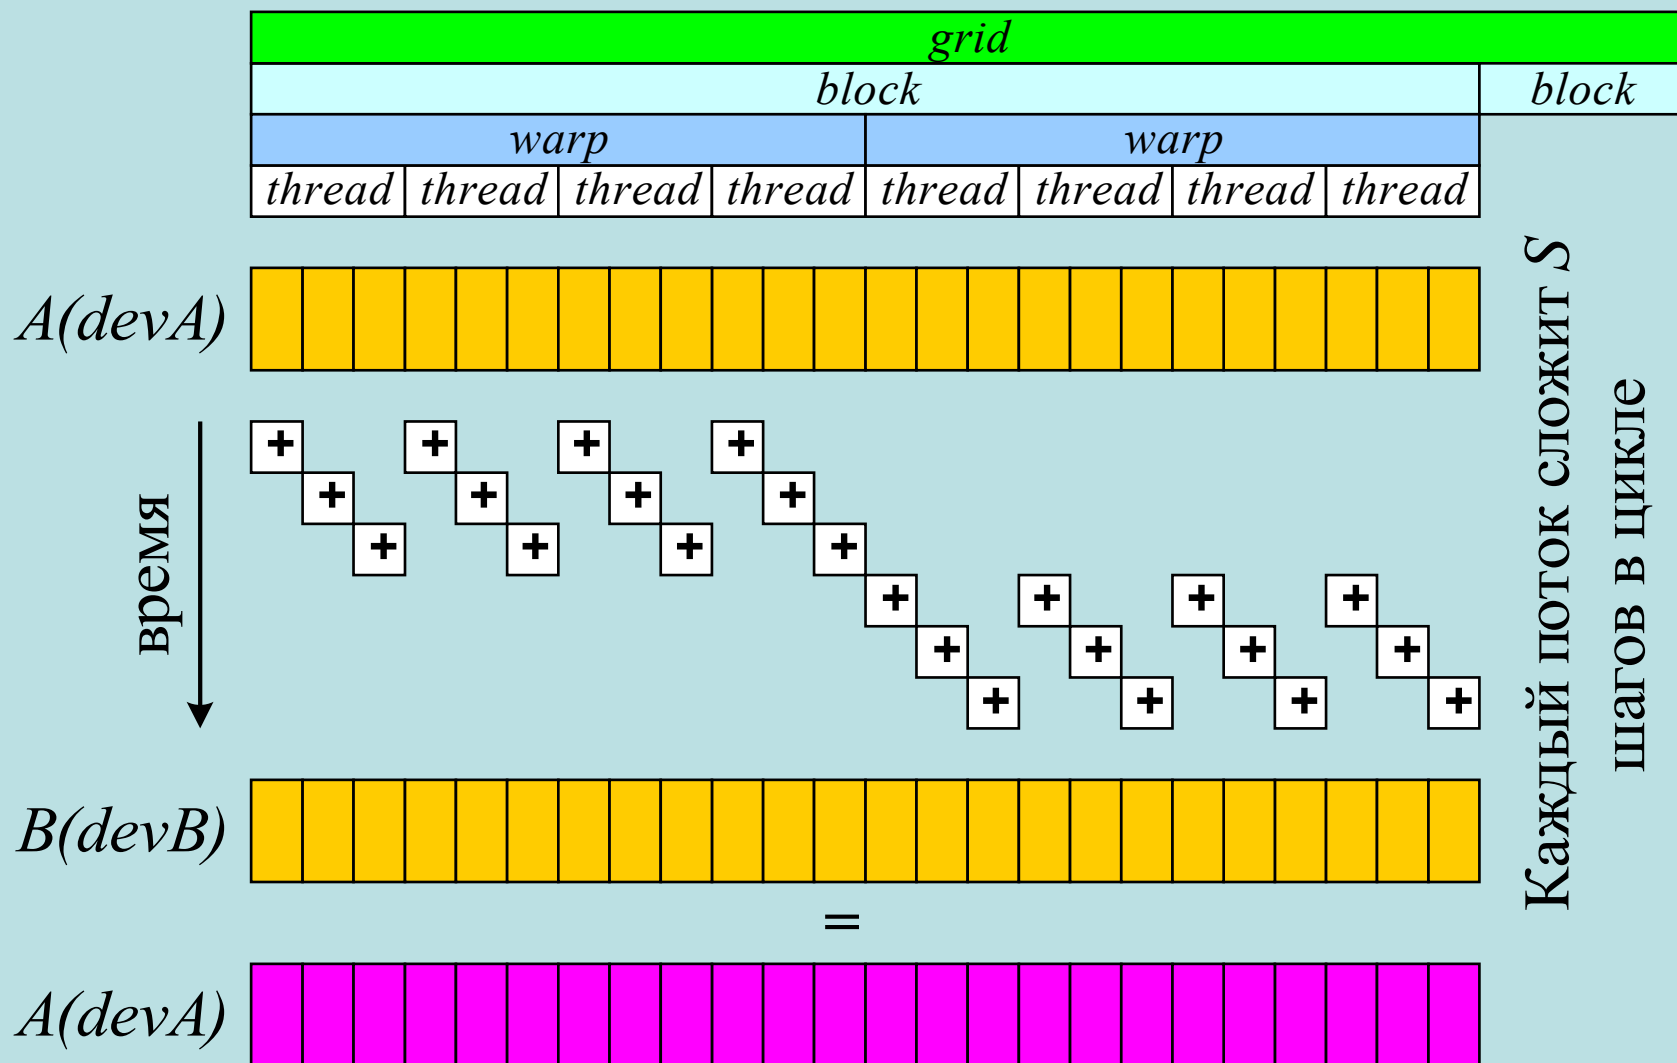 grid
block block
warp warp
thread thread thread thread thread thread thread thread
A(devA)
+ + + +
+ + + +
+ + + +
+ + + +
+ + + +
+ + + +
время
B(devB)
=
A(devA)
Каждый поток сложит S
шагов в цикле